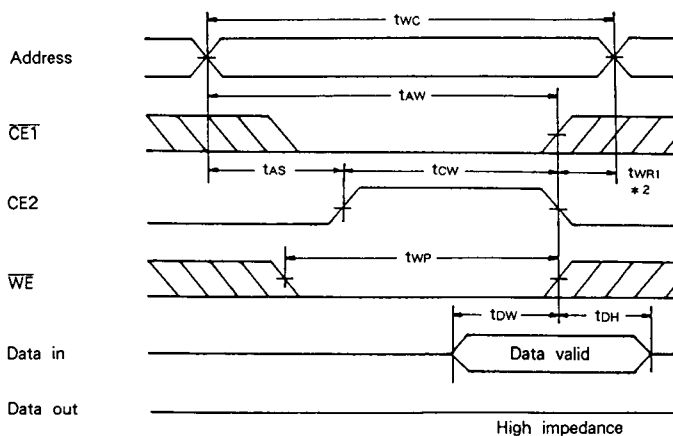 twc
Address
tAW
CE1
tAS
tCW
tWR1
*2
CE2
tWP
WE
tDW
tDH
Data in
Data valid
Data out
High impedance